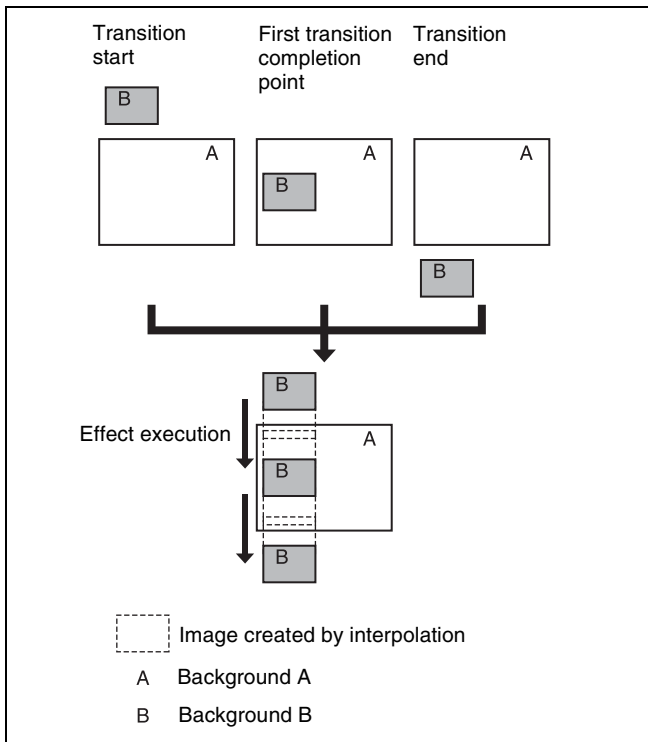 Transition
start
First transition
completion
point
Transition
end
B
A
A
B
A
B
B
Effect execution
A
B
B
Image created by interpolation
A Background A
B Background B